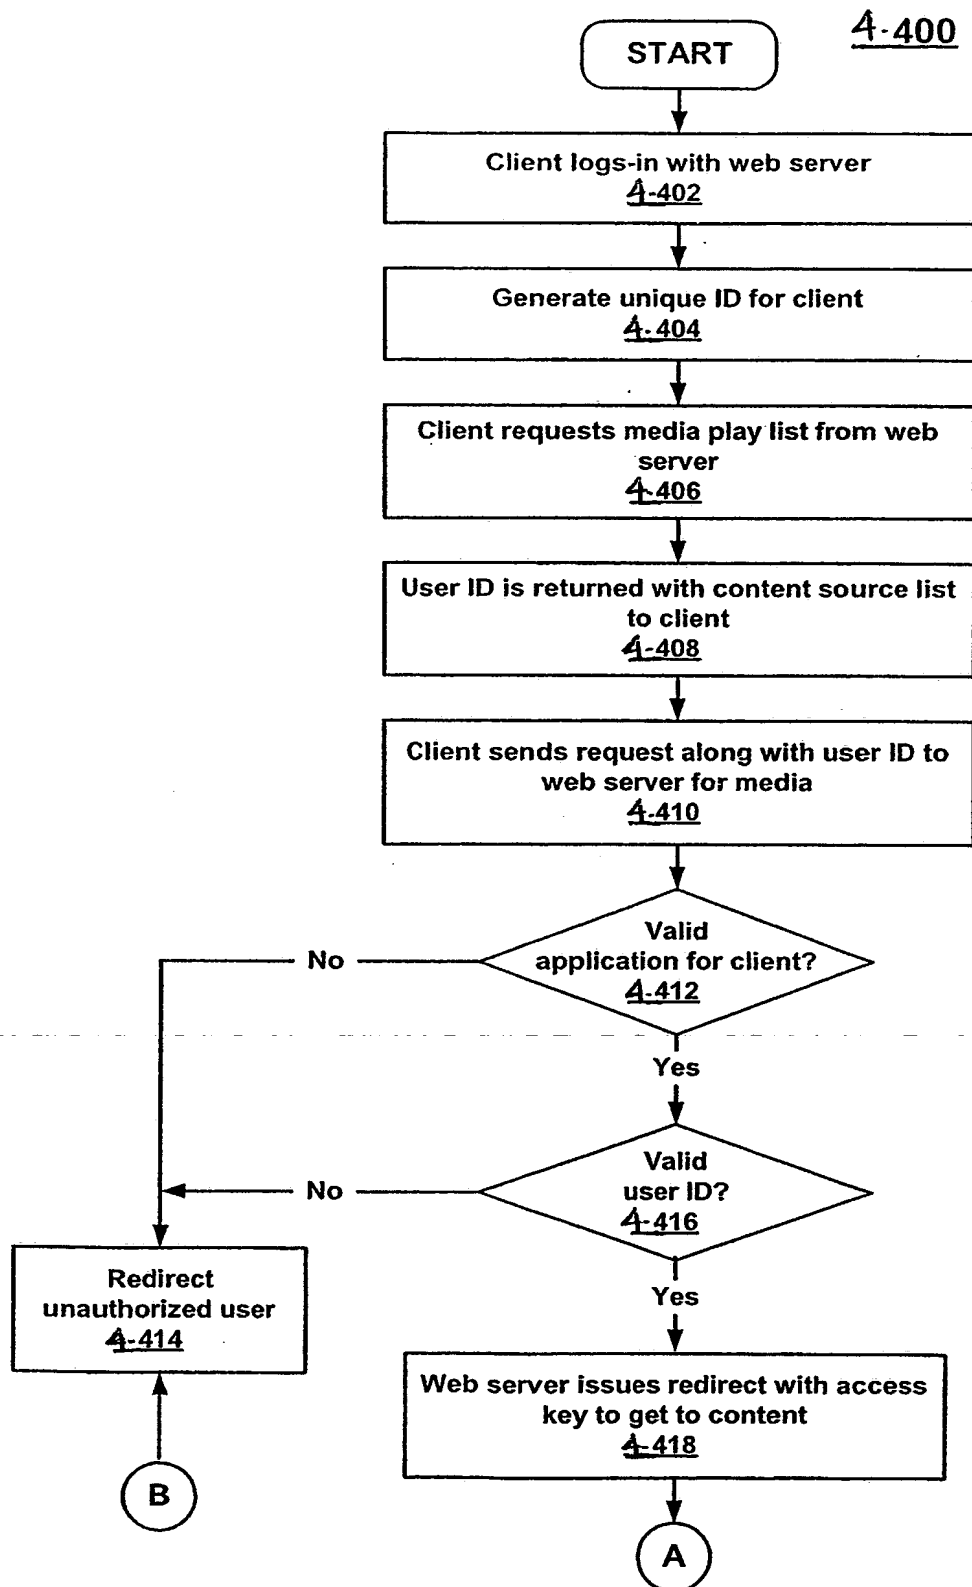 4-400
START
Client logs-in with web server
4-402
Generate unique ID for client
4-404
Client requests media play list from web
server
4-406
User ID is returned with content source list
to client
4-408
Client sends request along with user ID to
web server for media
4-410
Valid
application for client?
4-412
No
Yes
Valid
user ID?
4-416
No
Redirect
unauthorized user
4-414
Yes
Web server issues redirect with access
key to get to content
4-418
B
A